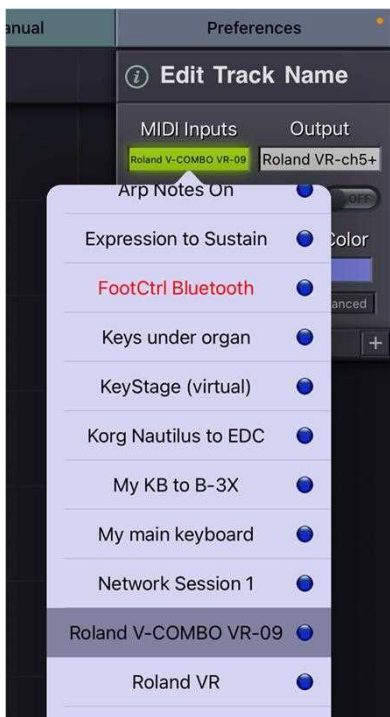 anual
Preferences
Edit Track Name
MIDI Inputs
Output
Roland V-COMBO VR-09
Roland VR-ch5+
Arp Notes On
OFF
Expression to Sustain
Color
FootCtrl Bluetooth
anced
Keys under organ
KeyStage (virtual)
Korg Nautilus to EDC
My KB to B-3X
My main keyboard
Network Session 1
Roland V-COMBO VR-09
Roland VR